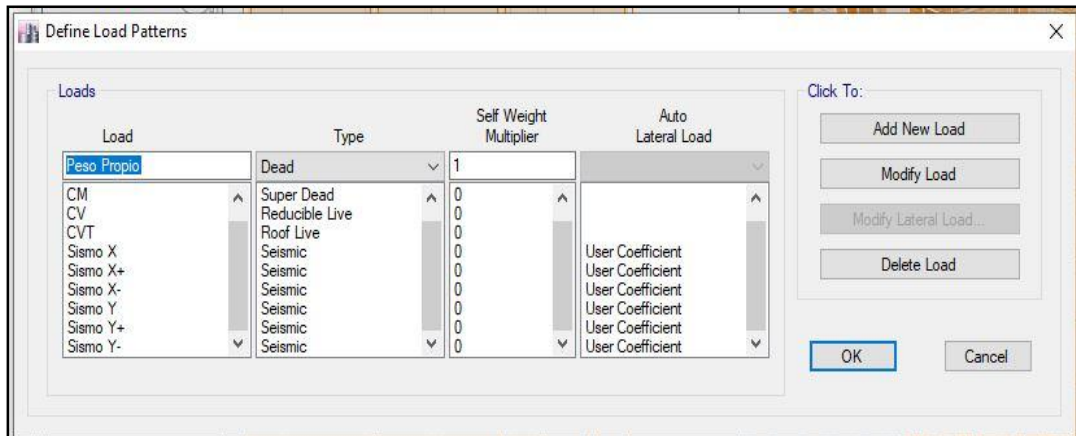 Define Load Patterns
Loads
Click To:
Load Type Self Weight Multiplier Auto Lateral Load
Peso Propio Dead 1
CM Super Dead 0
CV Reducible Live 0
CVT Roof Live 0
Sismo X Seismic 0 User Coefficient
Sismo X+ Seismic 0 User Coefficient
Sismo X- Seismic 0 User Coefficient
Sismo Y Seismic 0 User Coefficient
Sismo Y+ Seismic 0 User Coefficient
Sismo Y- Seismic 0 User Coefficient
Add New Load
Modify Load
Modify Lateral Load...
Delete Load
OK
Cancel